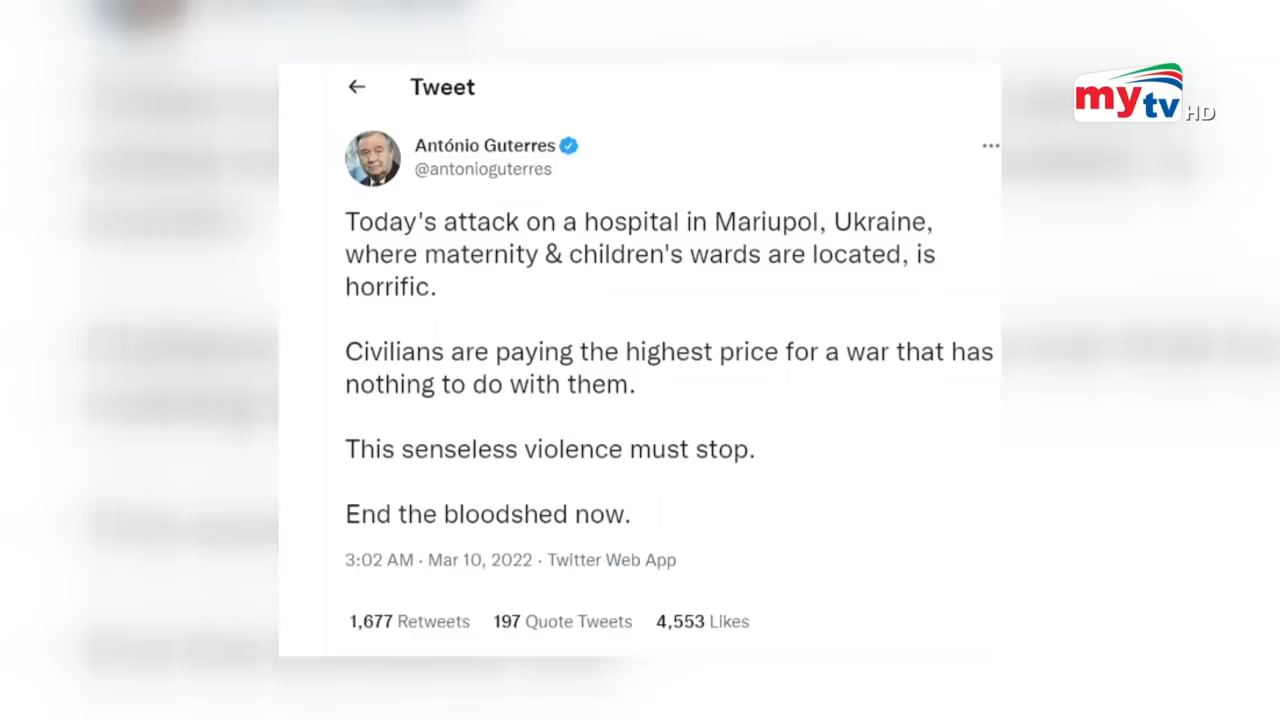 ← Tweet
António Guterres
@antonioguterres
Today's attack on a hospital in Mariupol, Ukraine,
where maternity & children's wards are located, is
horrific.
Civilians are paying the highest price for a war that has
nothing to do with them.
This senseless violence must stop.
End the bloodshed now.
3:02 AM · Mar 10, 2022 · Twitter Web App
1,677 Retweets 197 Quote Tweets 4,553 Likes
mytv HD